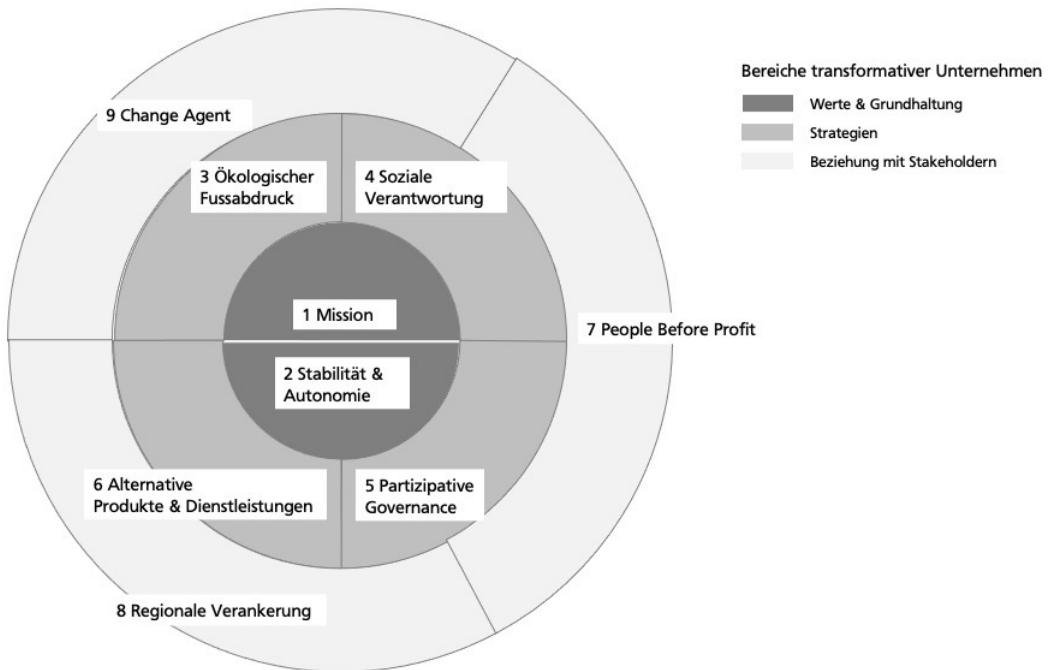 Bereiche transformativer Unternehmen
Werte & Grundhaltung
Strategien
Beziehung mit Stakeholdern
9 Change Agent
3 Ökologischer
Fussabdruck
4 Soziale
Verantwortung
1 Mission
7 People Before Profit
2 Stabilität &
Autonomie
6 Alternative
Produkte & Dienstleistungen
5 Partizipative
Governance
8 Regionale Verankerung